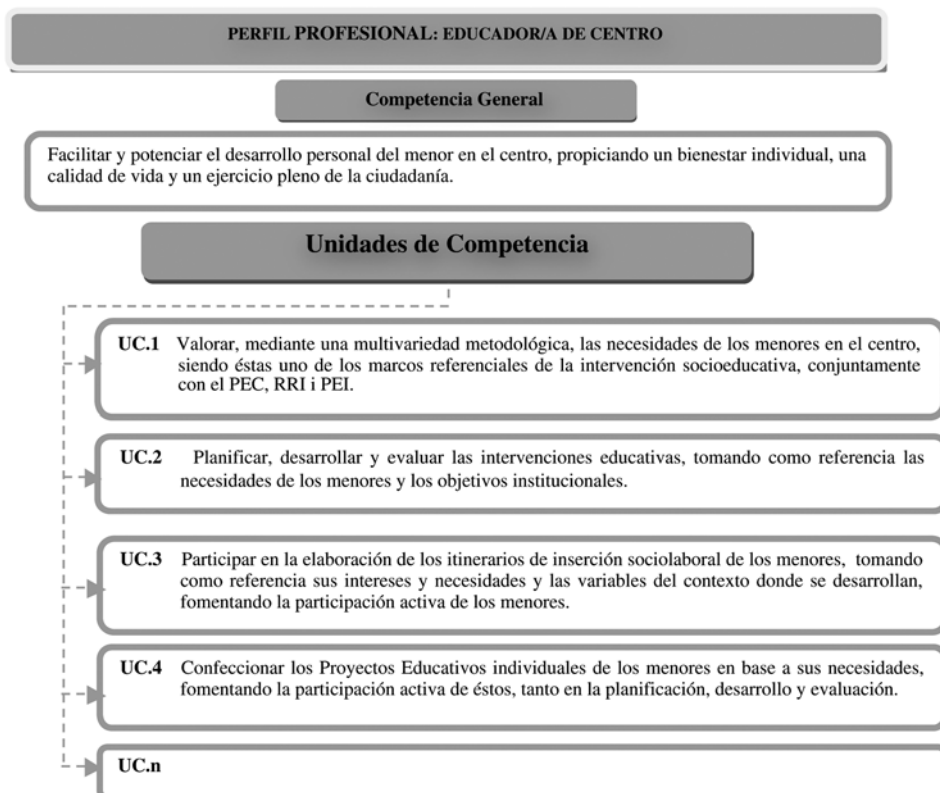 PERFIL PROFESIONAL: EDUCADOR/A DE CENTRO
Competencia General
Facilitar y potenciar el desarrollo personal del menor en el centro, propiciando un bienestar individual, una
calidad de vida y un ejercicio pleno de la ciudadanía.
Unidades de Competencia
UC.1 Valorar, mediante una multivariedad metodológica, las necesidades de los menores en el centro,
siendo éstas uno de los marcos referenciales de la intervención socioeducativa, conjuntamente
con el PEC, RRI i PEI.
UC.2 Planificar, desarrollar y evaluar las intervenciones educativas, tomando como referencia las
necesidades de los menores y los objetivos institucionales.
UC.3 Participar en la elaboración de los itinerarios de inserción sociolaboral de los menores, tomando
como referencia sus intereses y necesidades y las variables del contexto donde se desarrollan,
fomentando la participación activa de los menores.
UC.4 Confeccionar los Proyectos Educativos individuales de los menores en base a sus necesidades,
fomentando la participación activa de éstos, tanto en la planificación, desarrollo y evaluación.
UC.n